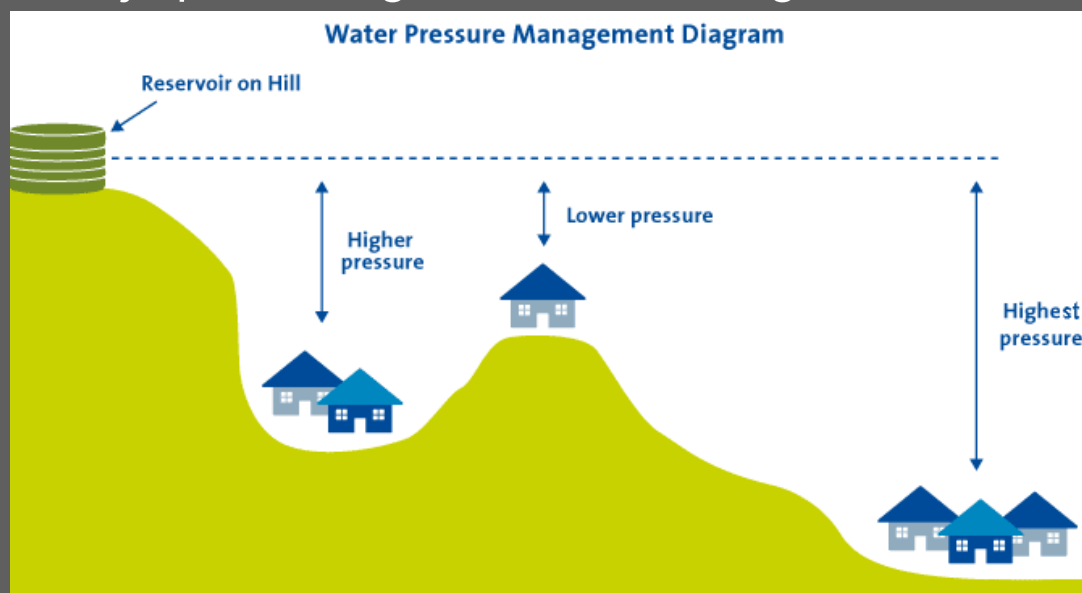 Water Pressure Management Diagram
Reservoir on Hill
Higher
pressure
Lower pressure
Highest
pressure